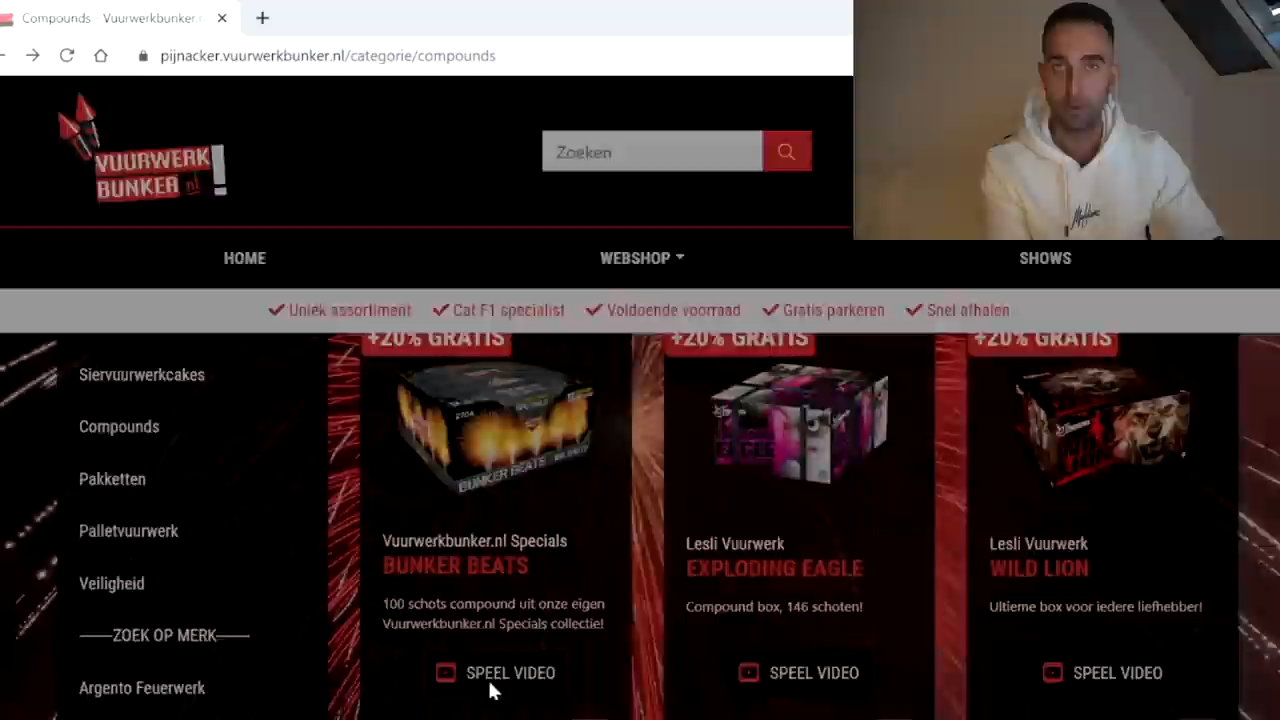 Compounds Vuurwerkbunker.
pijnacker.vuurwerkbunker.nl/categorie/compounds
VUURWERK
BUNKER.nl!
Zoeken
HOME
WEBSHOP
SHOWS
Uniek assortiment
Cat F1 specialist
Voldoende voorraad
Gratis parkeren
Snel afhalen
Siervuurwerkcakes
Compounds
Pakketten
Palletvuurwerk
Veiligheid
ZOEK OP MERK
Argento Feuerwerk
+20% GRATIS
BUNKER BEATS
Vuurwerkbunker.nl Specials
BUNKER BEATS
100 schots compound uit onze eigen
Vuurwerkbunker.nl Specials collectie!
SPEEL VIDEO
+20% GRATIS
Lesli Vuurwerk
EXPLODING EAGLE
Compound box, 146 schoten!
SPEEL VIDEO
+20% GRATIS
Lesli Vuurwerk
WILD LION
Ultieme box voor iedere liefhebber!
SPEEL VIDEO